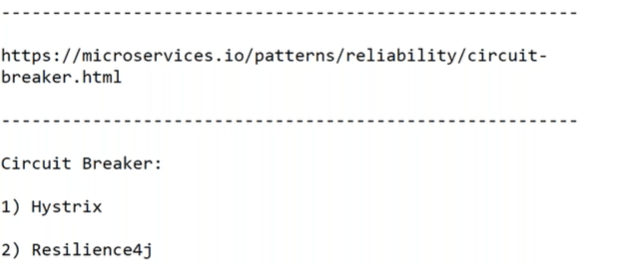 ----------------------------------------------------------
https://microservices.io/patterns/reliability/circuit-
breaker.html
----------------------------------------------------------
Circuit Breaker:
1) Hystrix
2) Resilience4j